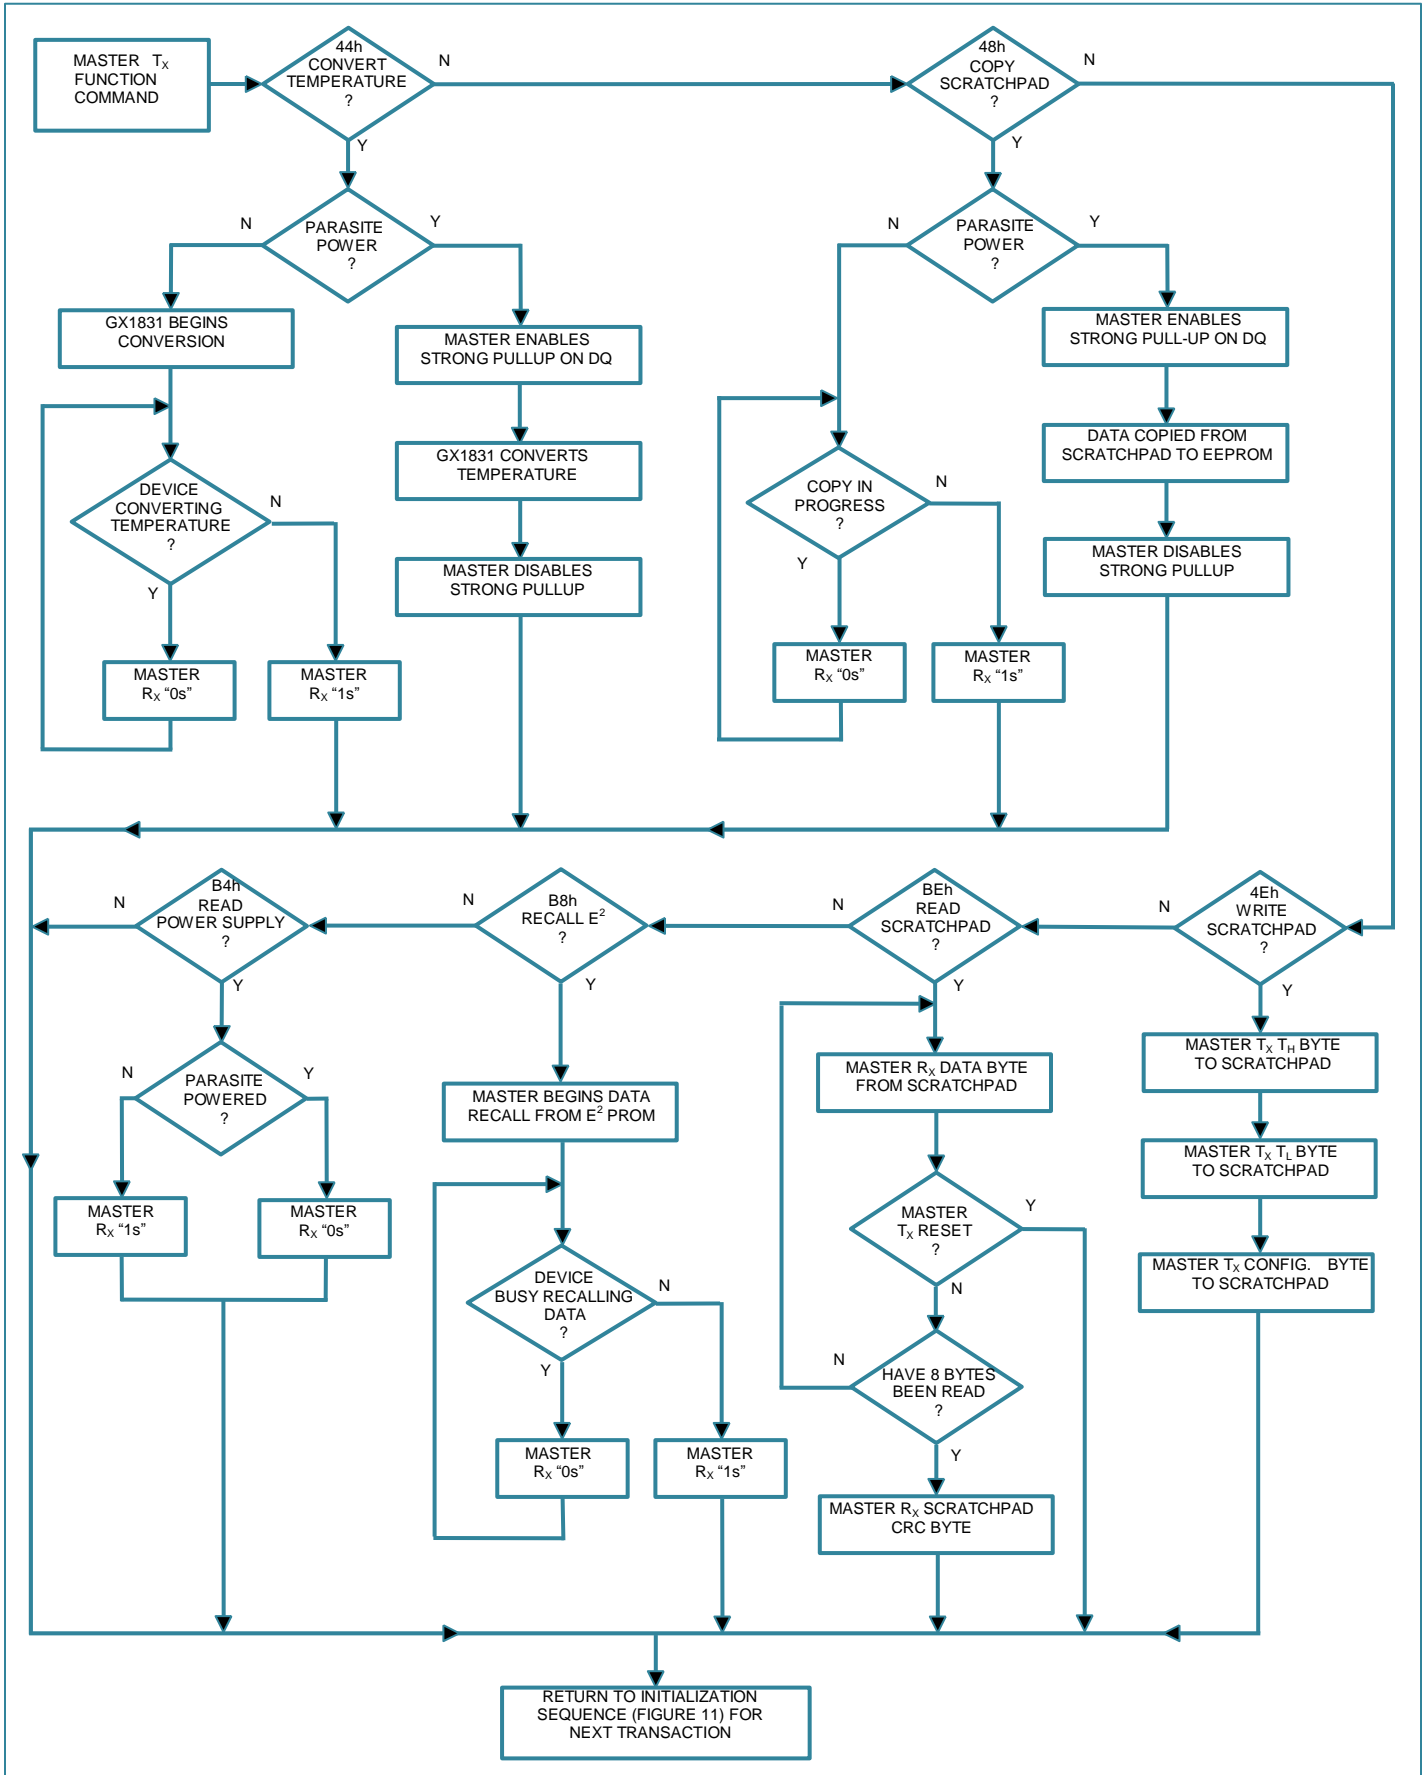 MASTER TX
FUNCTION
COMMAND
44h
CONVERT
TEMPERATURE
?
N
Y
48h
COPY
SCRATCHPAD
?
N
Y
PARASITE
POWER
?
N
Y
PARASITE
POWER
?
N
Y
GX1831 BEGINS
CONVERSION
MASTER ENABLES
STRONG PULLUP ON DQ
MASTER ENABLES
STRONG PULL-UP ON DQ
GX1831 CONVERTS
TEMPERATURE
DATA COPIED FROM
SCRATCHPAD TO EEPROM
DEVICE
CONVERTING
TEMPERATURE
?
N
Y
COPY IN
PROGRESS
?
N
Y
MASTER DISABLES
STRONG PULLUP
MASTER DISABLES
STRONG PULLUP
MASTER
RX “0s”
MASTER
RX “1s”
MASTER
RX “0s”
MASTER
RX “1s”
B4h
READ
POWER SUPPLY
?
N
Y
B8h
RECALL E2
?
N
Y
BEh
READ
SCRATCHPAD
?
N
Y
4Eh
WRITE
SCRATCHPAD
?
N
Y
PARASITE
POWERED
?
N
Y
MASTER
RX “1s”
MASTER
RX “0s”
MASTER BEGINS DATA
RECALL FROM E2 PROM
DEVICE
BUSY RECALLING
DATA
?
N
Y
MASTER
RX “0s”
MASTER
RX “1s”
MASTER RX DATA BYTE
FROM SCRATCHPAD
MASTER
TX RESET
?
Y
N
HAVE 8 BYTES
BEEN READ
?
N
Y
MASTER RX SCRATCHPAD
CRC BYTE
MASTER TX TH BYTE
TO SCRATCHPAD
MASTER TX TL BYTE
TO SCRATCHPAD
MASTER TX CONFIG. BYTE
TO SCRATCHPAD
RETURN TO INITIALIZATION
SEQUENCE (FIGURE 11) FOR
NEXT TRANSACTION